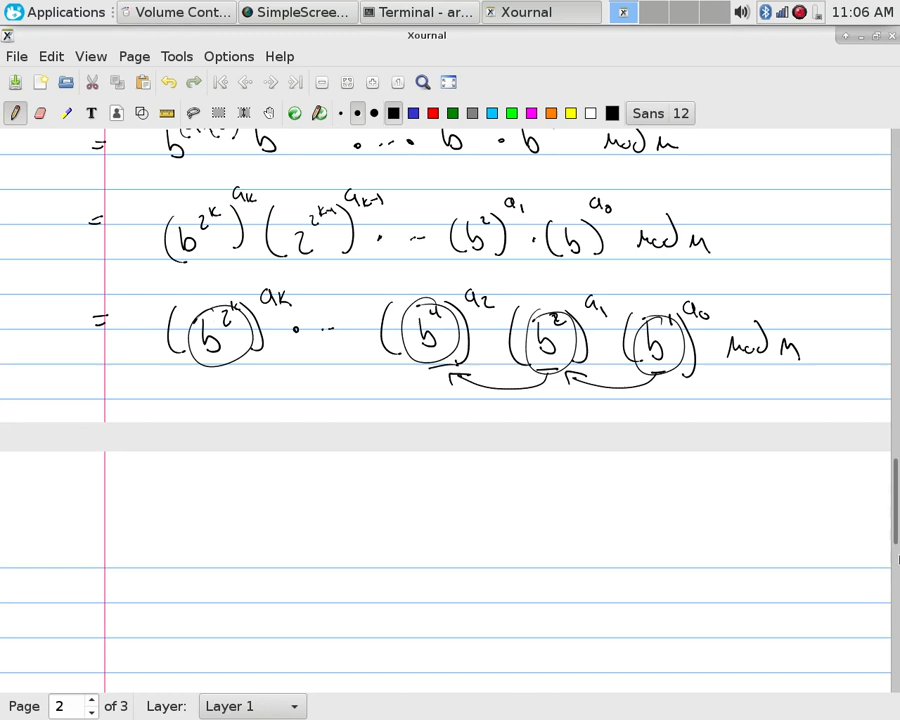 Applications Volume Cont... SimpleScree... Terminal - ar... Xournal 11:06 AM
Xournal
File Edit View Page Tools Options Help
Sans 12
= b b . ... . b . b mod m
= (b^{2^k})^{a_k} (2^{2^{k-1}})^{a_{k-1}} . ... (b^2)^{a_1} . (b)^{a_0} mod m
= (b^{2^k})^{a_k} . ... (b^4)^{a_2} (b^2)^{a_1} (b^1)^{a_0} mod m
Page 2 of 3 Layer: Layer 1